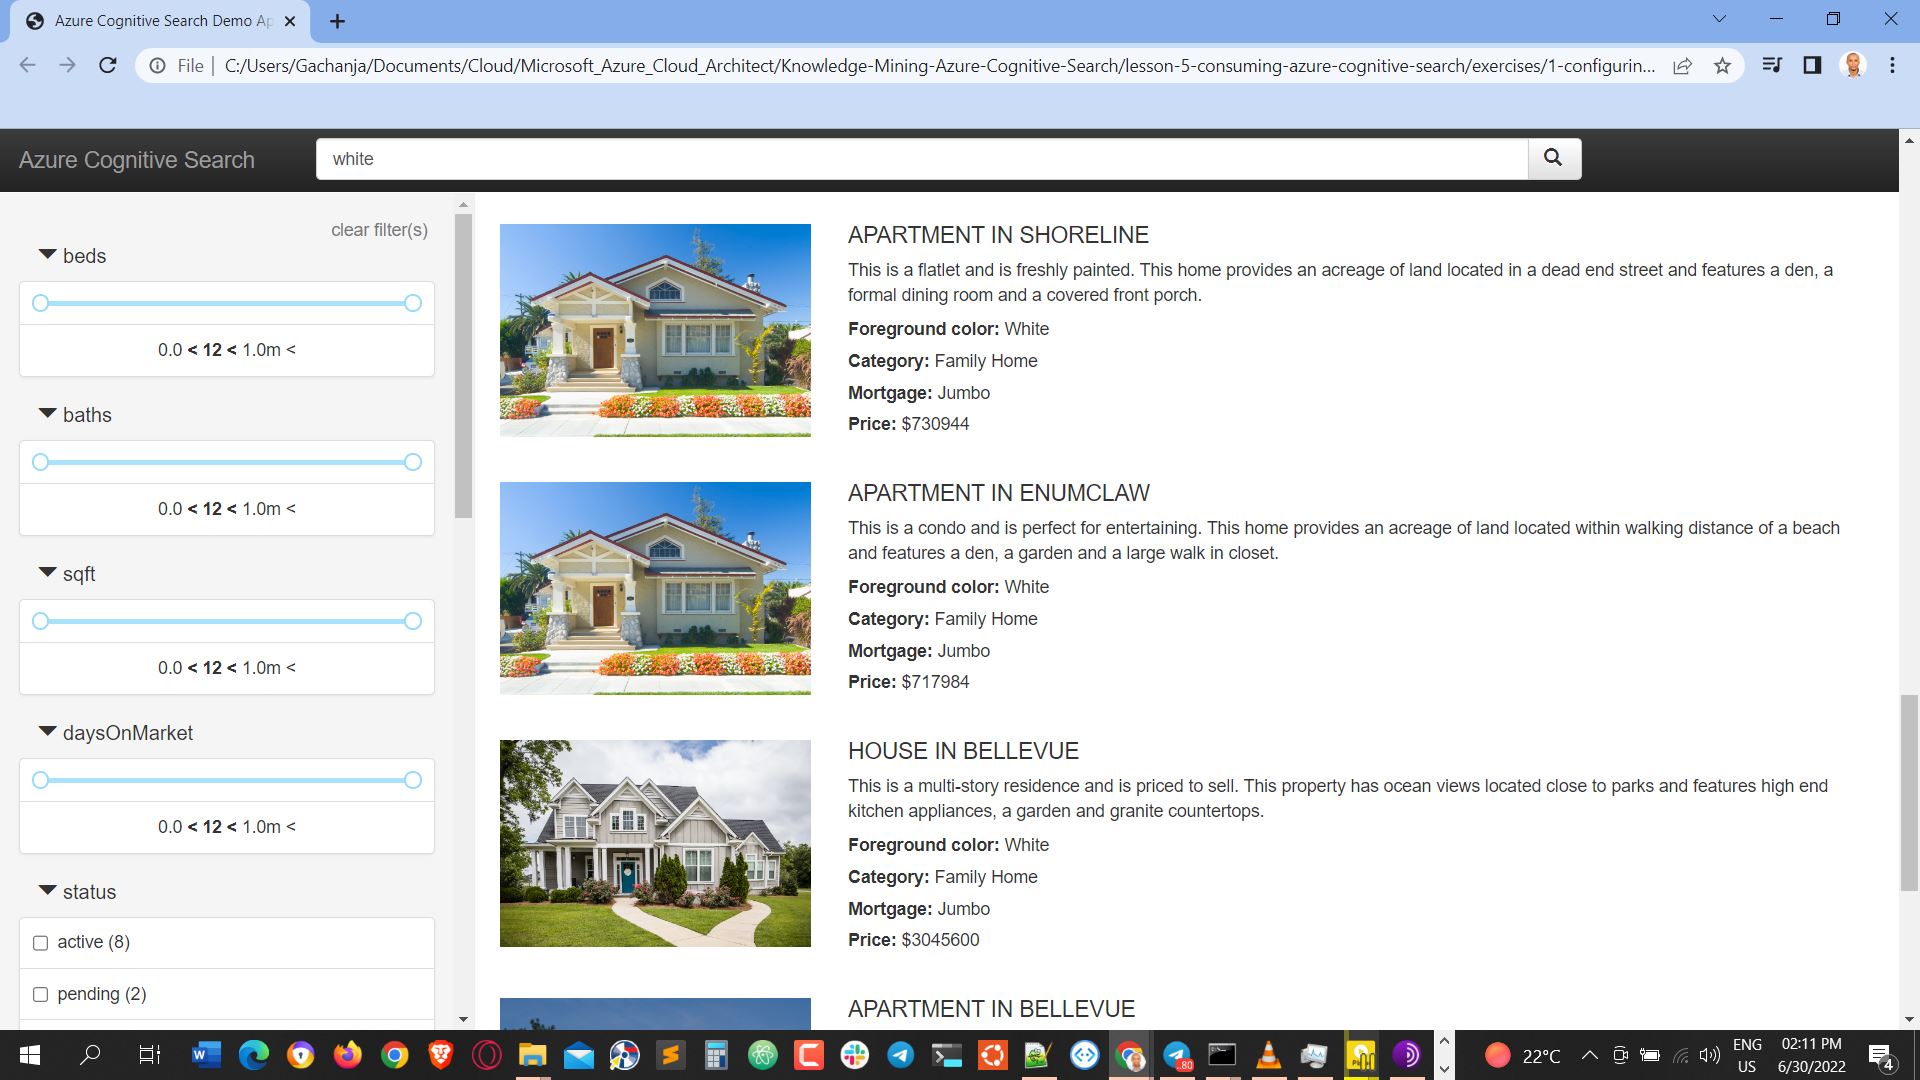 Azure Cognitive Search Demo Ap
File
C:/Users/Gachanja/Documents/Cloud/Microsoft_Azure_Cloud_Architect/Knowledge-Mining-Azure-Cognitive-Search/lesson-5-consuming-azure-cognitive-search/exercises/1-configurin...
Azure Cognitive Search
white
clear filter(s)
beds
0.0 < 12 < 1.0m <
baths
0.0 < 12 < 1.0m <
sqft
0.0 < 12 < 1.0m <
daysOnMarket
0.0 < 12 < 1.0m <
status
active (8)
pending (2)
APARTMENT IN SHORELINE
This is a flatlet and is freshly painted. This home provides an acreage of land located in a dead end street and features a den, a
formal dining room and a covered front porch.
Foreground color: White
Category: Family Home
Mortgage: Jumbo
Price: $730944
APARTMENT IN ENUMCLAW
This is a condo and is perfect for entertaining. This home provides an acreage of land located within walking distance of a beach
and features a den, a garden and a large walk in closet.
Foreground color: White
Category: Family Home
Mortgage: Jumbo
Price: $717984
HOUSE IN BELLEVUE
This is a multi-story residence and is priced to sell. This property has ocean views located close to parks and features high end
kitchen appliances, a garden and granite countertops.
Foreground color: White
Category: Family Home
Mortgage: Jumbo
Price: $3045600
APARTMENT IN BELLEVUE
80
22°C
ENG
US
02:11 PM
6/30/2022
4